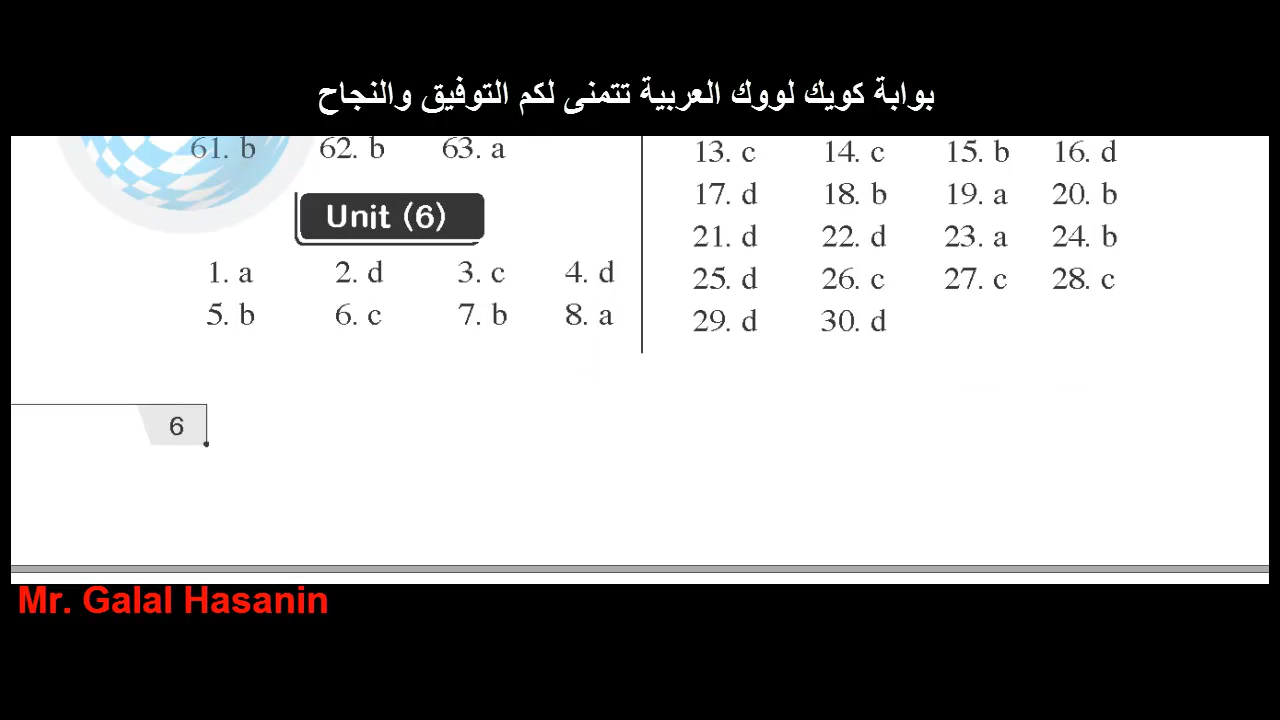 بوابة كويك لووك العربية تتمنى لكم التوفيق والنجاح
61. b 62. b 63. a
Unit (6)
1. a 2. d 3. c 4. d
5. b 6. c 7. b 8. a
13. c 14. c 15. b 16. d
17. d 18. b 19. a 20. b
21. d 22. d 23. a 24. b
25. d 26. c 27. c 28. c
29. d 30. d
6
Mr. Galal Hasanin